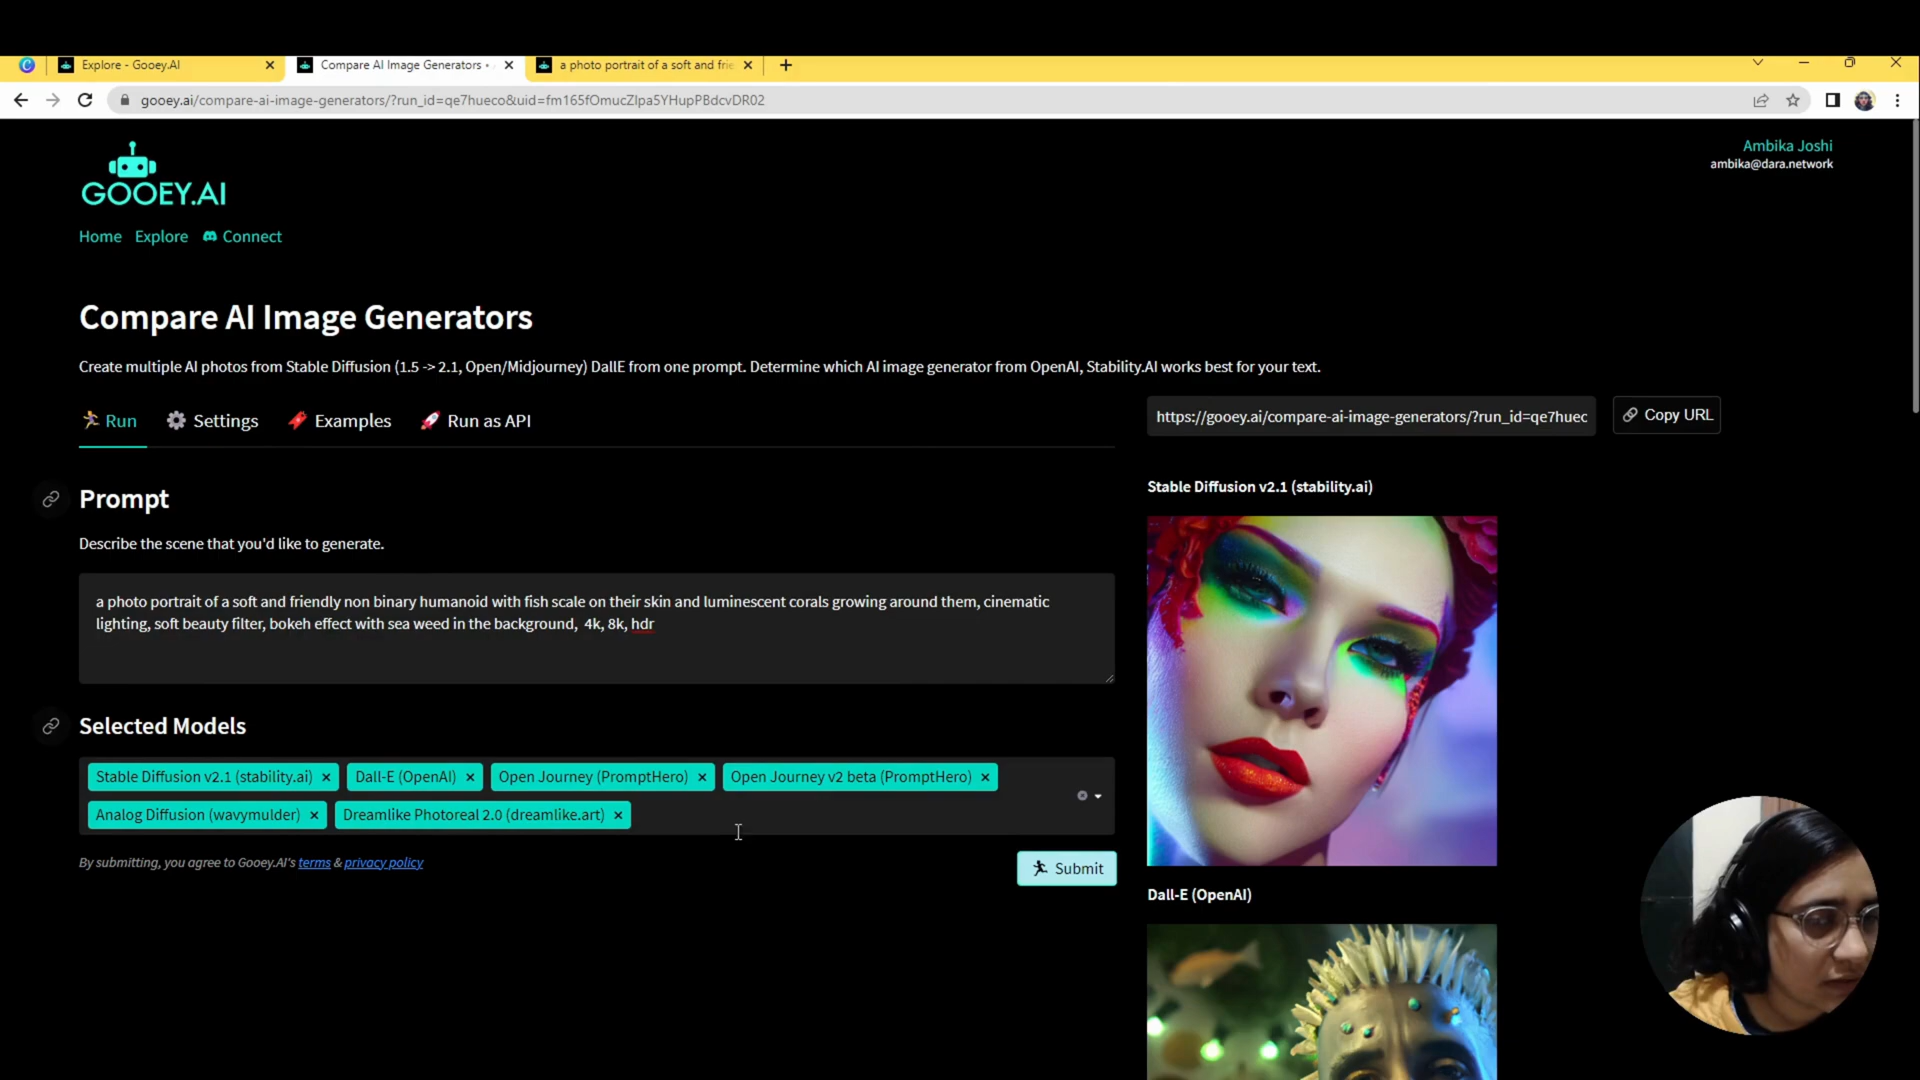 Explore - Gooey.AI
Compare AI Image Generators •
a photo portrait of a soft and frie
gooey.ai/compare-ai-image-generators/?run_id=qe7hueco&uid=fm165fOmucZIpa5YHupPBdcvDR02
GOOEY.AI
Ambika Joshi
ambika@dara.network
Home Explore Connect
Compare AI Image Generators
Create multiple AI photos from Stable Diffusion (1.5 -> 2.1, Open/Midjourney) DallE from one prompt. Determine which AI image generator from OpenAI, Stability.AI works best for your text.
Run Settings Examples Run as API
https://gooey.ai/compare-ai-image-generators/?run_id=qe7huec
Copy URL
Prompt
Describe the scene that you'd like to generate.
a photo portrait of a soft and friendly non binary humanoid with fish scale on their skin and luminescent corals growing around them, cinematic
lighting, soft beauty filter, bokeh effect with sea weed in the background, 4k, 8k, hdr
Selected Models
Stable Diffusion v2.1 (stability.ai) × Dall-E (OpenAI) × Open Journey (PromptHero) × Open Journey v2 beta (PromptHero) ×
Analog Diffusion (wavymulder) × Dreamlike Photoreal 2.0 (dreamlike.art) ×
By submitting, you agree to Gooey.AI's terms & privacy policy
Submit
Stable Diffusion v2.1 (stability.ai)
Dall-E (OpenAI)